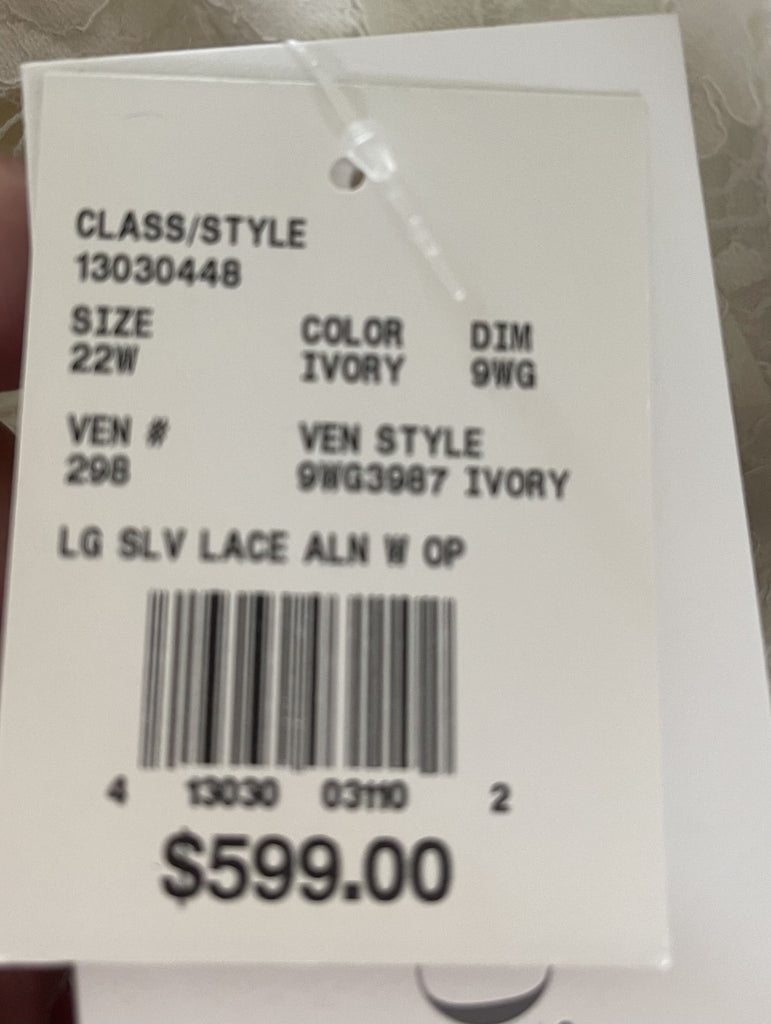 CLASS/STYLE
13030448
SIZE COLOR DIM
22W IVORY 9WG
VEN # VEN STYLE
298 9WG3987 IVORY
LG SLV LACE ALN W OP
4 13030 03110 2
$599.00